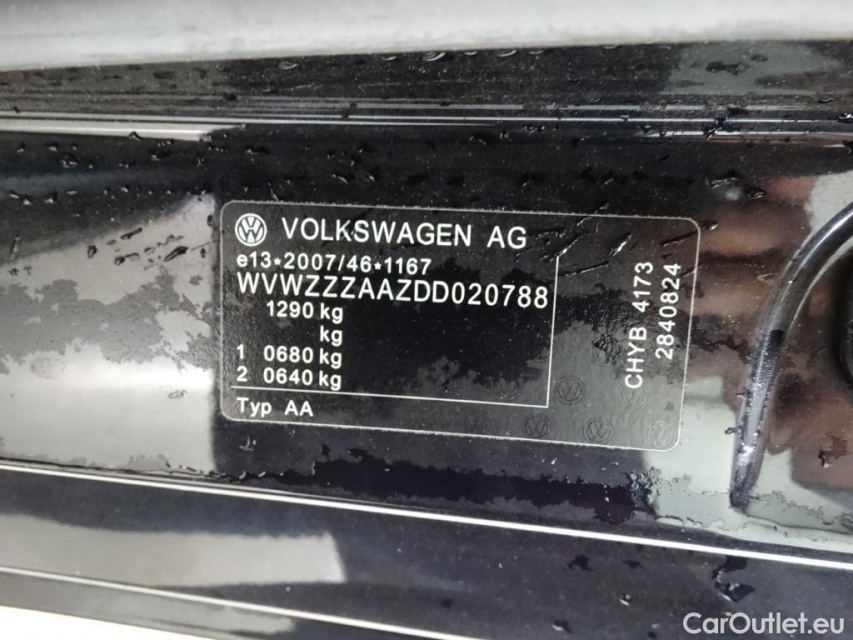 VOLKSWAGEN AG
e13*2007/46*1167
WVWZZZAAZDD020788
1290 kg
kg
1 0680 kg
2 0640 kg
Typ AA
CHYB 4173
2840824
CarOutlet.eu